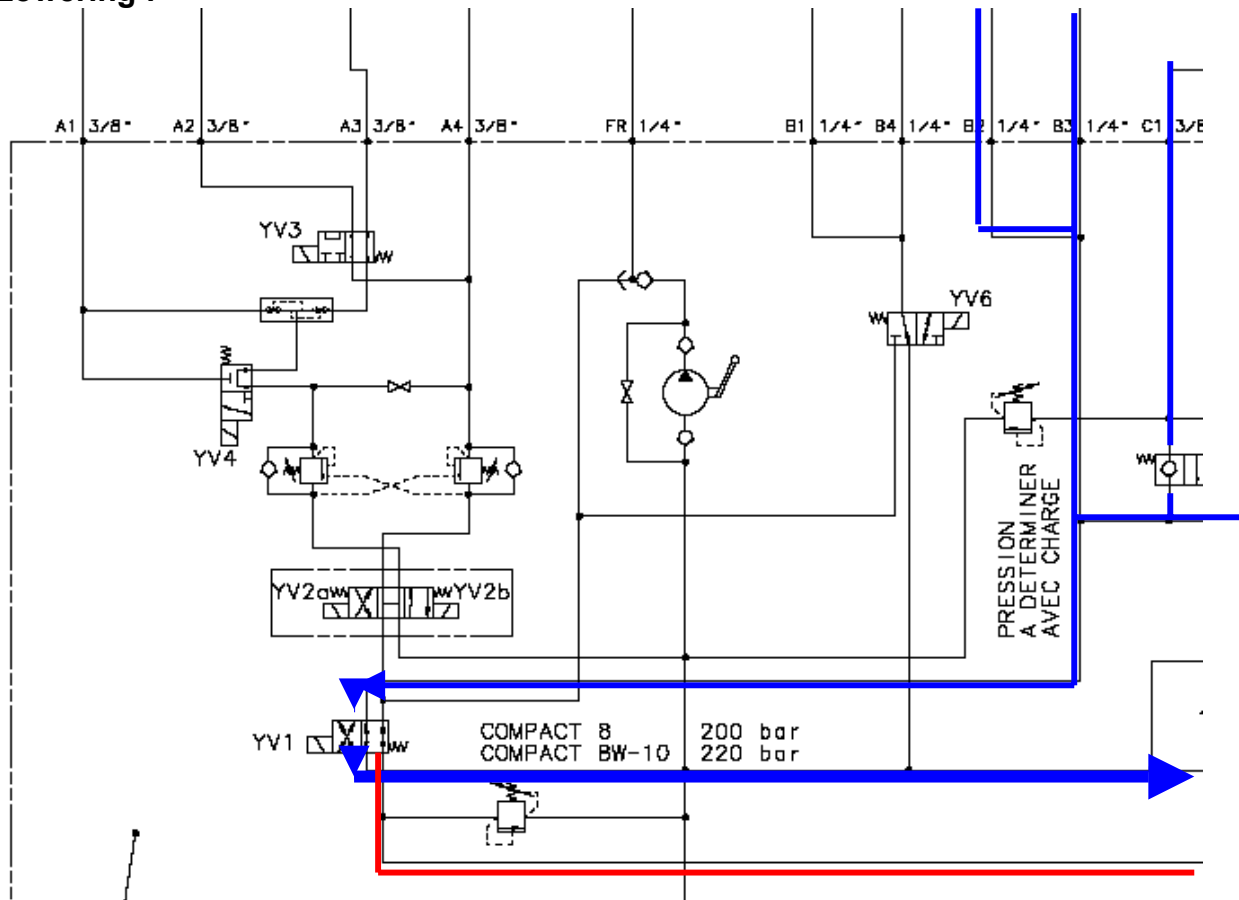 A1 3/8" A2 3/8" A3 3/8" A4 3/8" FR 1/4" B1 1/4" B4 1/4" B2 1/4" B3 1/4" C1
YV3
YV6
YV4
PRESSION
A DETERMINER
AVEC CHARGE
YV2a YV2b
YV1
COMPACT 8 200 bar
COMPACT BW-10 220 bar